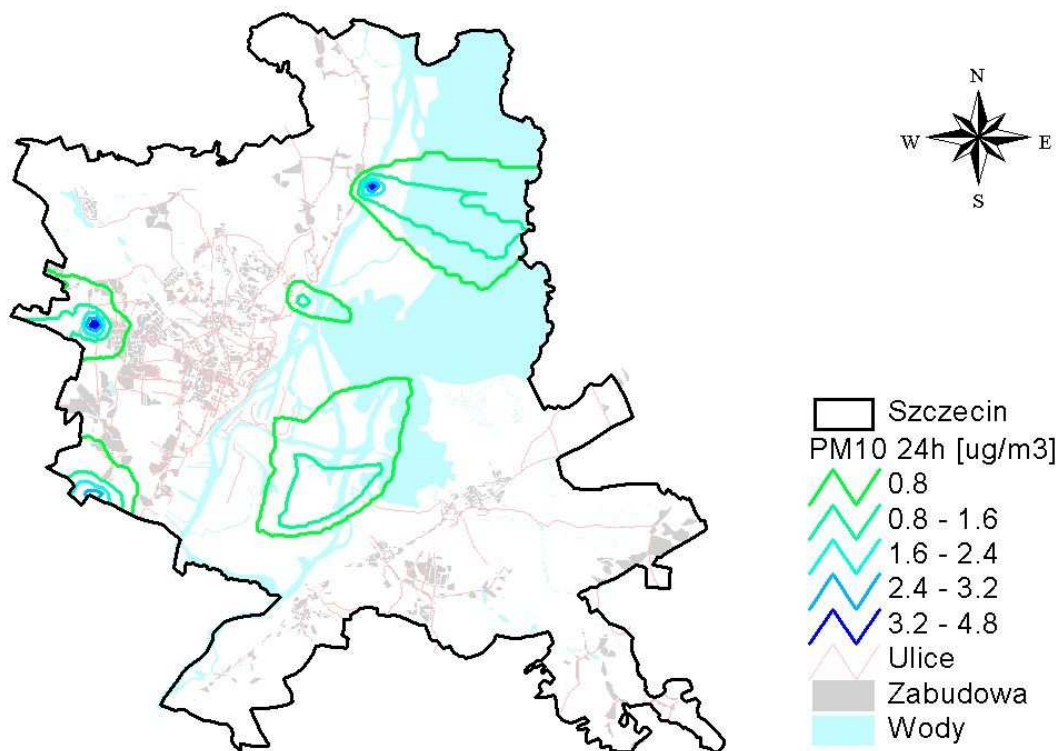 N
W E
S
Szczecin
PM10 24h [ug/m3]
0.8
0.8 - 1.6
1.6 - 2.4
2.4 - 3.2
3.2 - 4.8
Ulice
Zabudowa
Wody